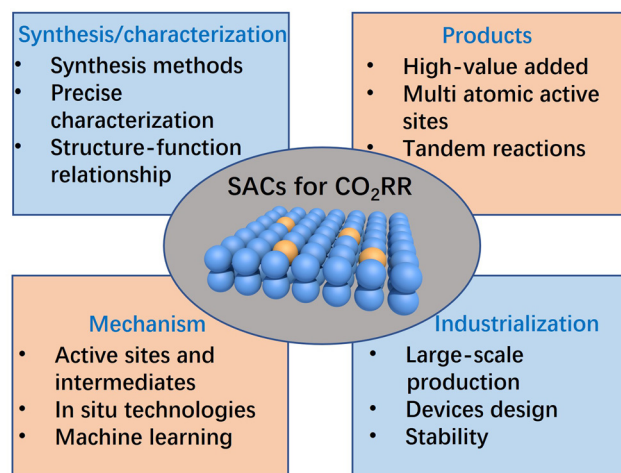 Synthesis/characterization
• Synthesis methods
• Precise
characterization
• Structure-function
relationship
Products
• High-value added
• Multi atomic active
sites
• Tandem reactions
SACs for CO₂RR
Mechanism
• Active sites and
intermediates
• In situ technologies
• Machine learning
Industrialization
• Large-scale
production
• Devices design
• Stability